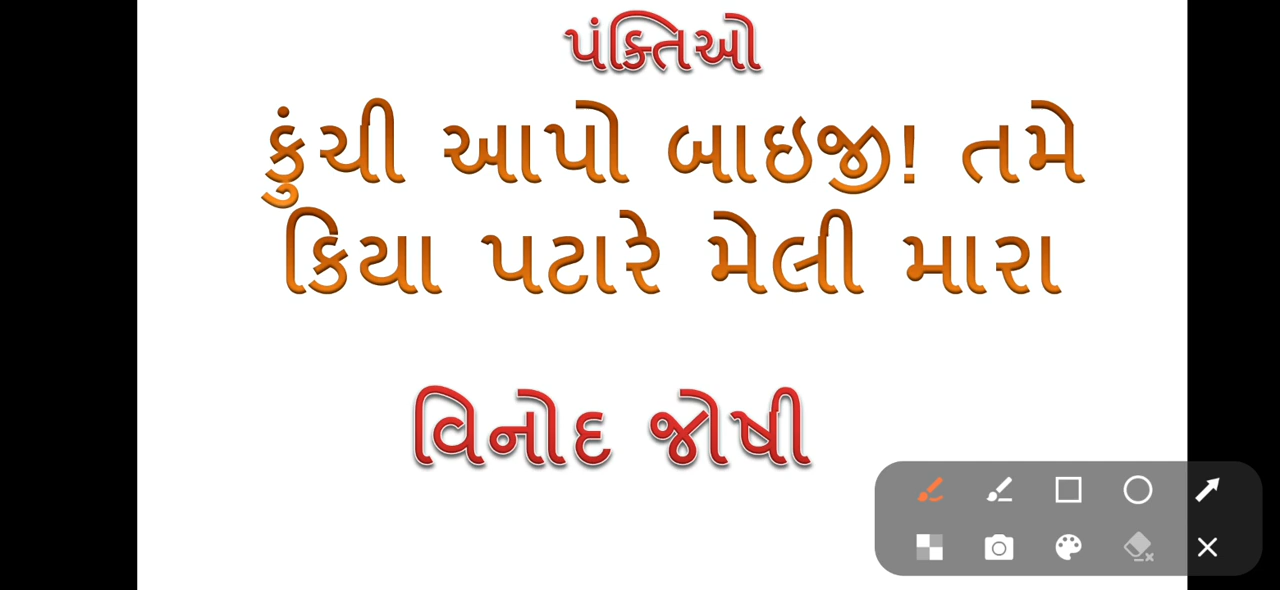 પંક્તિઓ
કુંચી આપો બાઇજી! તમે
કિયા પટારે મેલી મારા
વિનોદ જોષી